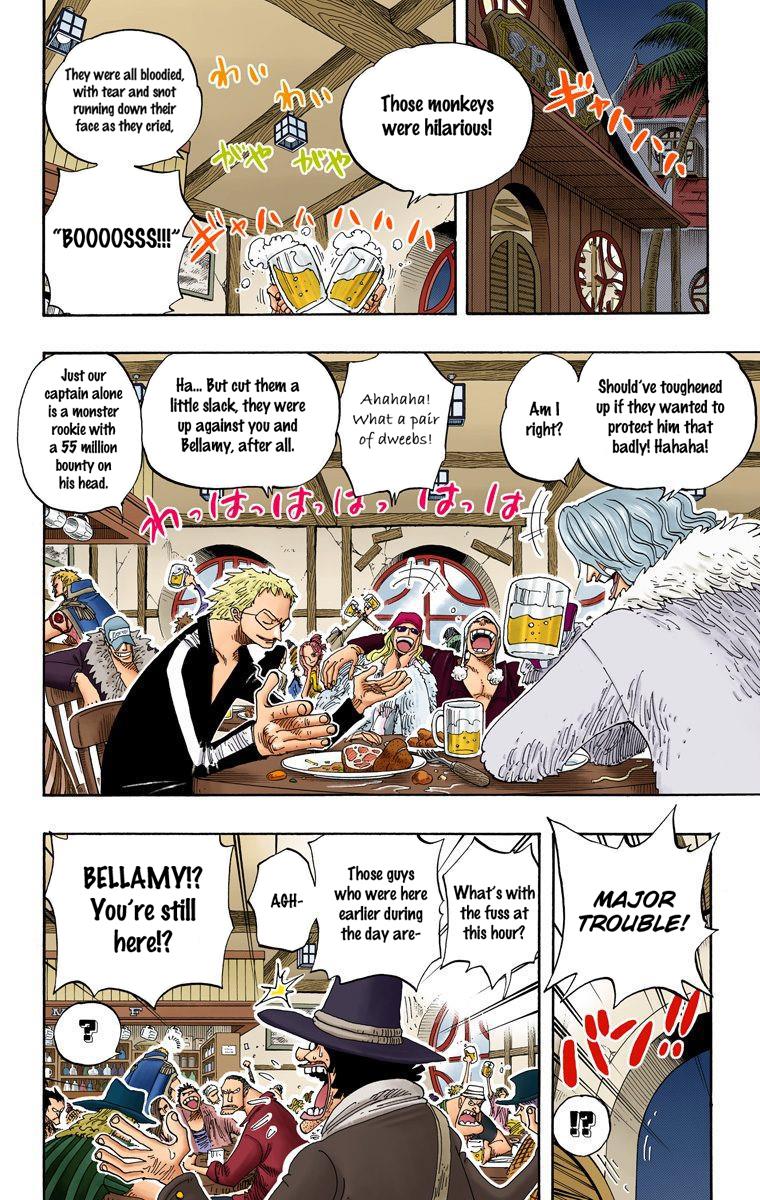 Pu
ギャハハハハハ
Those monkeys
were hilarious!
They were all bloodied,
with tear and snot
running down their
face as they cried,
“BOOOOSSS!!!”
わい
わい
がや
がや
ギャハハハハハハ
Should’ve toughened
up if they wanted to
protect him that
badly! Hahaha!
Am I
right?
Ahahaha!
What a pair
of dweebs!
Ha... But cut them a
little slack, they were
up against you and
Bellamy, after all.
Just our
captain alone
is a monster
rookie with
a 55 million
bounty on
his head.
わっはっはっはっはっは
MAJOR
TROUBLE!
バーン!!
!?
What’s with
the fuss at
this hour?
Those guys
who were here
earlier during
the day are-
AGH-
BELLAMY!?
You’re still
here!?
?
M F